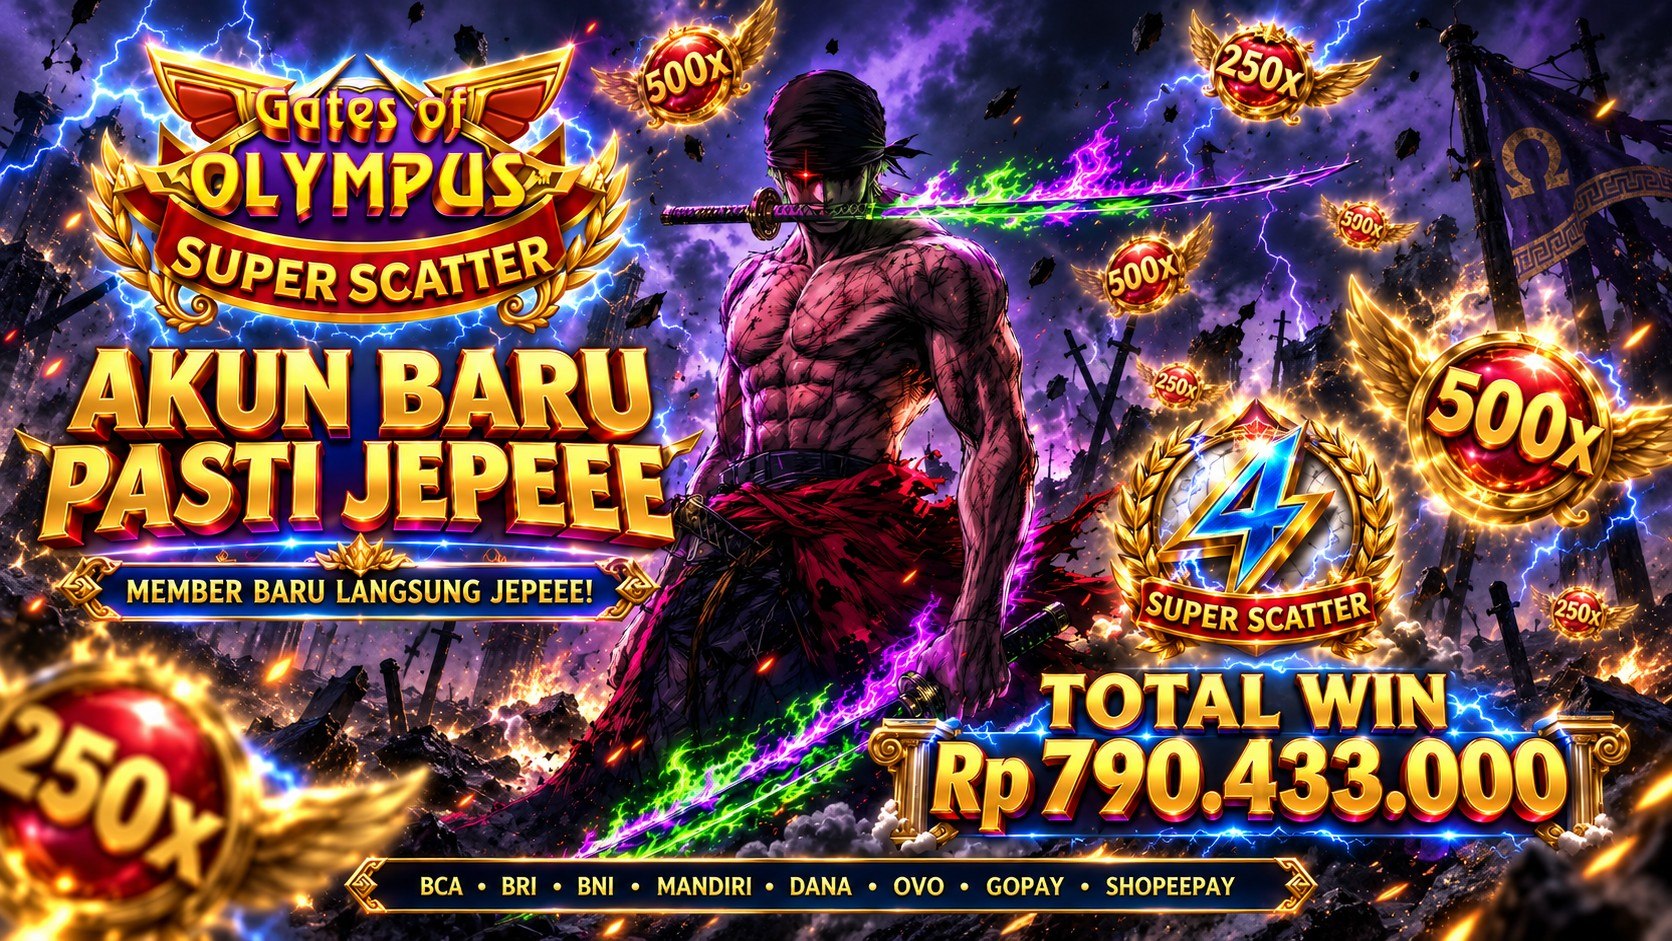 Gates of
OLYMPUS
SUPER SCATTER
AKUN BARU
PASTI JEPEEE
MEMBER BARU LANGSUNG JEPEEE!
500x
250x
500x
500x
250x
500x
250x
250x
4
SUPER SCATTER
TOTAL WIN
Rp 790.433.000
BCA • BRI • BNI • MANDIRI • DANA • OVO • GOPAY • SHOPEEPAY